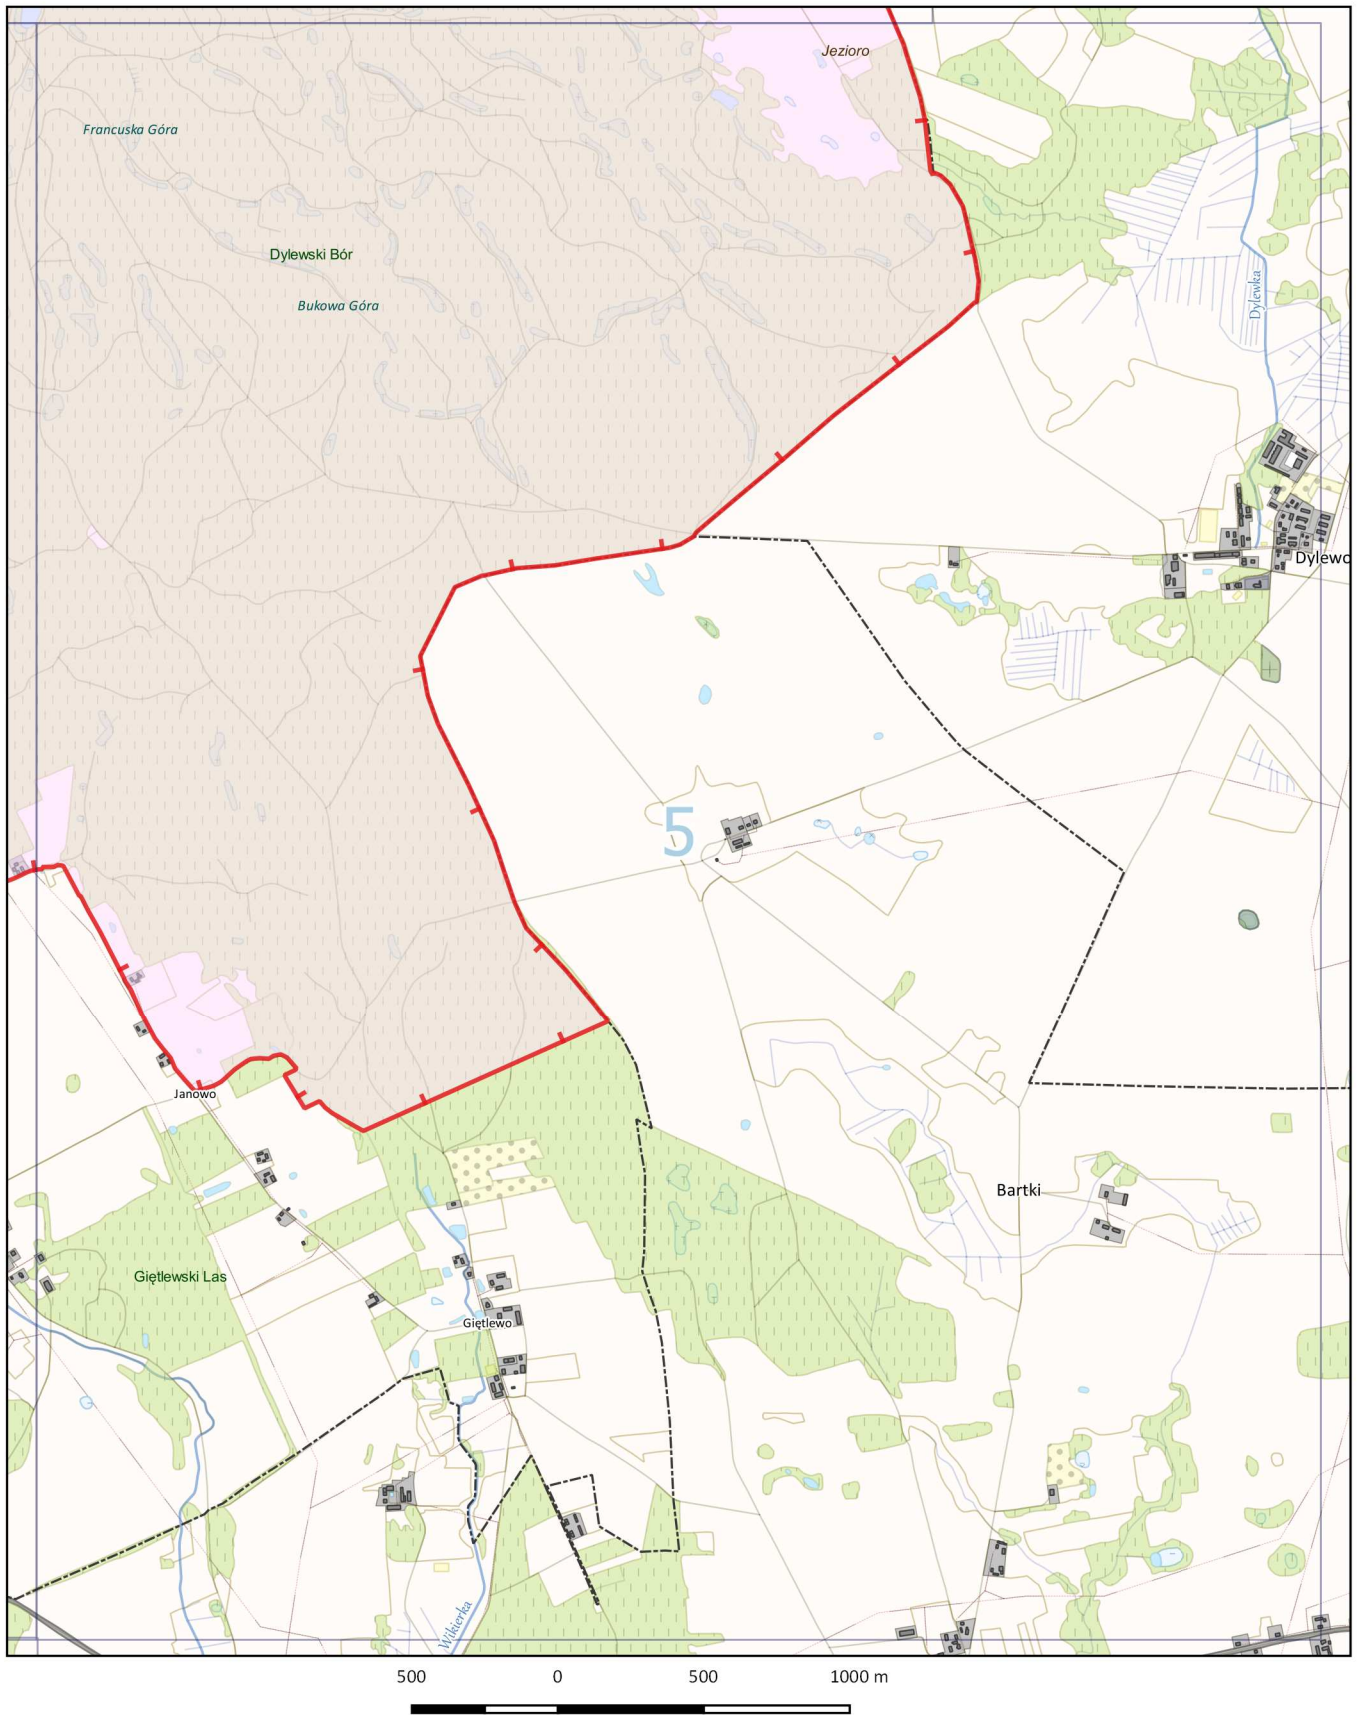 Jezioro
Francuska Góra
Dylewski Bór
Bukowa Góra
Dylewka
Dylewo
5
Janowo
Bartki
Giętlewski Las
Giętlewo
Wikierka
500 0 500 1000 m